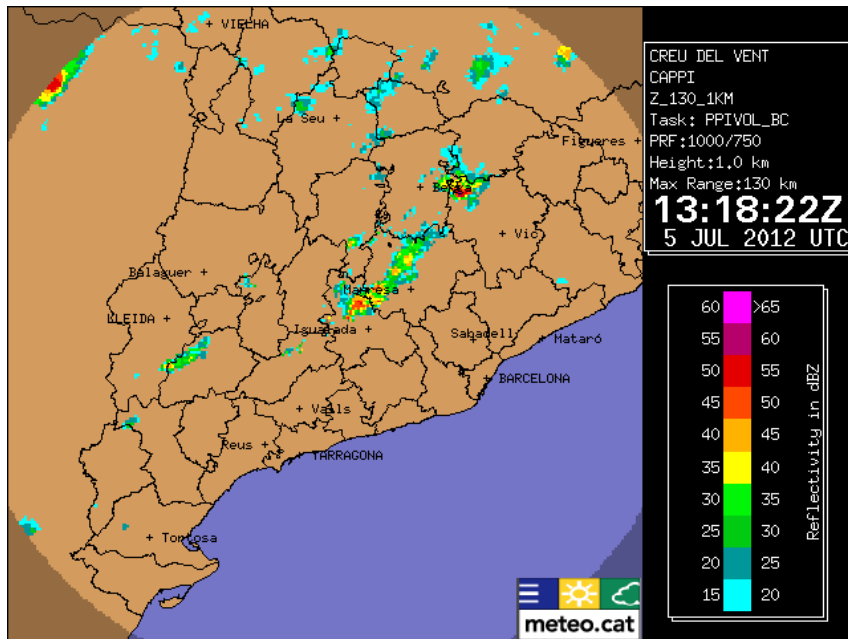 VIELHA
La Seu
Figueres
Berga
Vic
Balaguer
Manresa
LLEIDA
Igualada
Sabadell
Mataró
BARCELONA
Valls
Reus
TARRAGONA
Tortosa
meteo.cat
CREU DEL VENT
CAPPI
Z_130_1KM
Task: PPIVOL_BC
PRF:1000/750
Height:1.0 km
Max Range:130 km
13:18:22Z
5 JUL 2012 UTC
60 >65
55 60
50 55
45 50
40 45
35 40
30 35
25 30
20 25
15 20
Reflectivity in dBZ